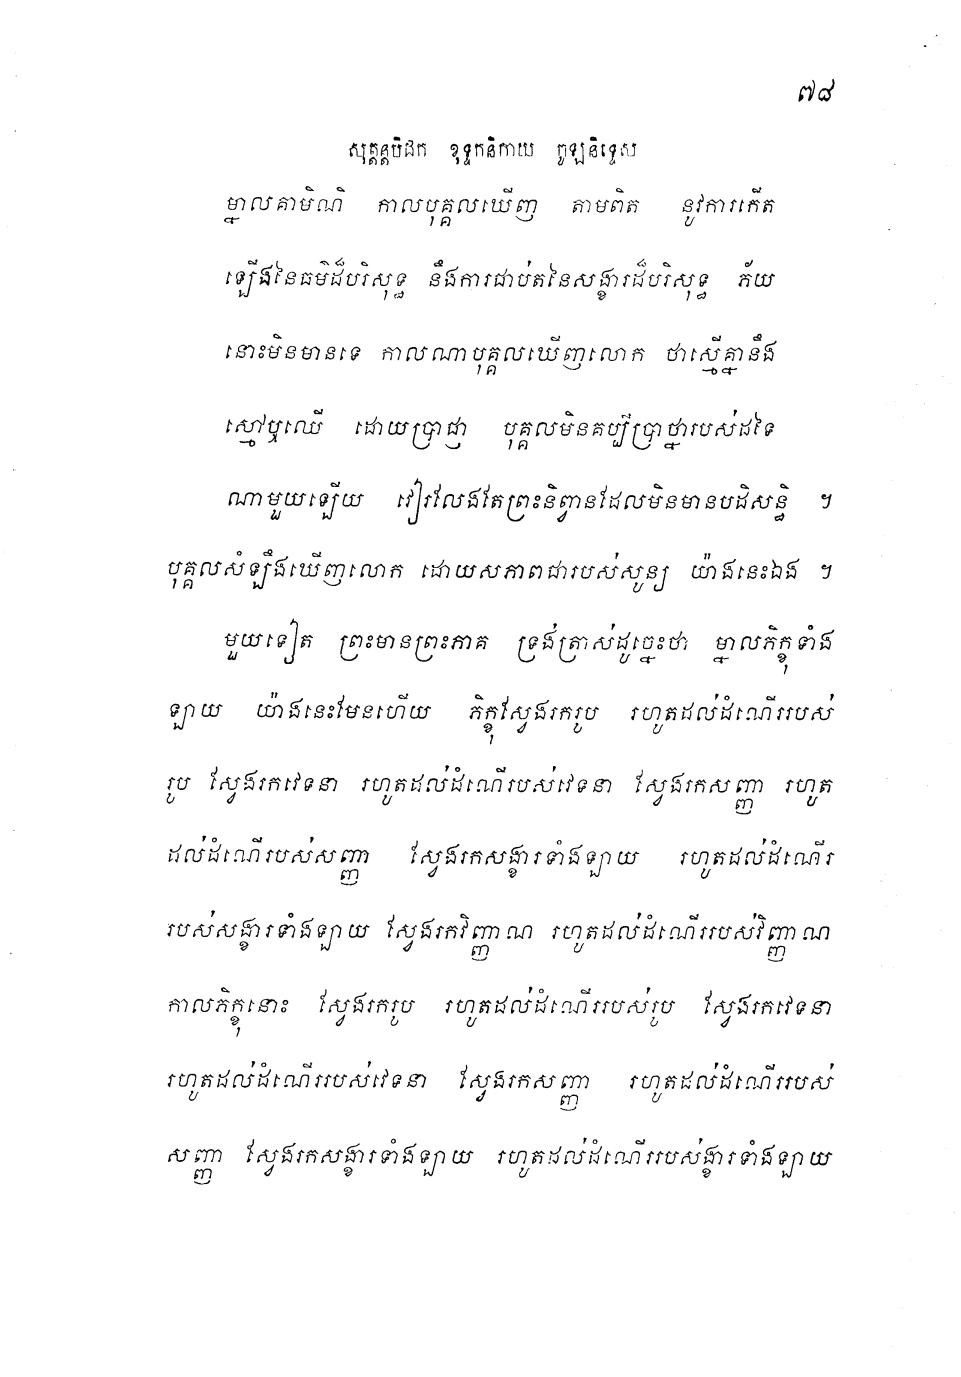 ៧៨
សុត្តន្តបិដក ខុទ្ទកនិកាយ ចូឡនិទ្ទេស
ម្នាលគាមិណិ កាលបុគ្គលឃើញ តាមពិត នូវការកើត
ឡើងនៃធម៌ដ៏បរិសុទ្ធ នឹងការជាប់តនៃសង្ខារដ៏បរិសុទ្ធ ភ័យ
នោះមិនមានទេ កាលណាបុគ្គលឃើញលោក ថាស្មើគ្នានឹង
ស្មៅឬឈើ ដោយប្រាជ្ញា បុគ្គលមិនគប្បីប្រាថ្នារបស់ដទៃ
ណាមួយឡើយ វៀរលែងតែព្រះនិព្វានដែលមិនមានបដិសន្ធិ ។
បុគ្គលសំឡឹងឃើញលោក ដោយសភាពជារបស់សូន្យ យ៉ាងនេះឯង ។
មួយទៀត ព្រះមានព្រះភាគ ទ្រង់ត្រាស់ដូច្នេះថា ម្នាលភិក្ខុទាំង
ឡាយ យ៉ាងនេះមែនហើយ ភិក្ខុស្វែងរករូប រហូតដល់ដំណើររបស់
រូប ស្វែងរកវេទនា រហូតដល់ដំណើរបស់វេទនា ស្វែងរកសញ្ញា រហូត
ដល់ដំណើរបស់សញ្ញា ស្វែងរកសង្ខារទាំងឡាយ រហូតដល់ដំណើរ
របស់សង្ខារទាំងឡាយ ស្វែងរកវិញ្ញាណ រហូតដល់ដំណើររបស់វិញ្ញាណ
កាលភិក្ខុនោះ ស្វែងរករូប រហូតដល់ដំណើររបស់រូប ស្វែងរកវេទនា
រហូតដល់ដំណើររបស់វេទនា ស្វែងរកសញ្ញា រហូតដល់ដំណើររបស់
សញ្ញា ស្វែងរកសង្ខារទាំងឡាយ រហូតដល់ដំណើររបស់ង្ខារទាំងឡាយ